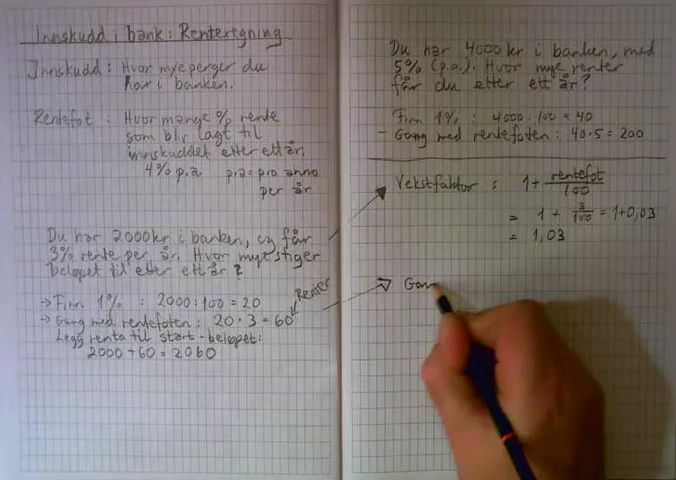 Innskudd i bank: Renteregning
Innskudd: Hvor mye penger du
har i banken.
Rentefot: Hvor mange % rente
som blir lagt til
innskuddet etter ett år.
4% p.a p.a = pro anno
per år
Du har 2000 kr i banken, og får
3% rente per år. Hvor mye stiger
beløpet til etter ett år?
→ Finn 1% : 2000:100 = 20
Renter
→ Gang med rentefoten: 20 · 3 = 60
Legg renta til start-beløpet:
2000 + 60 = 2060
Du har 4000 kr i banken, med
5% (p.a.). Hvor mye renter
får du etter ett år?
Finn 1% : 4000:100 = 40
- Gang med rentefoten: 40·5 = 200
Vekstfaktor : 1 + rentefot/100
= 1 + 3/100 = 1+0,03
= 1,03
Gan